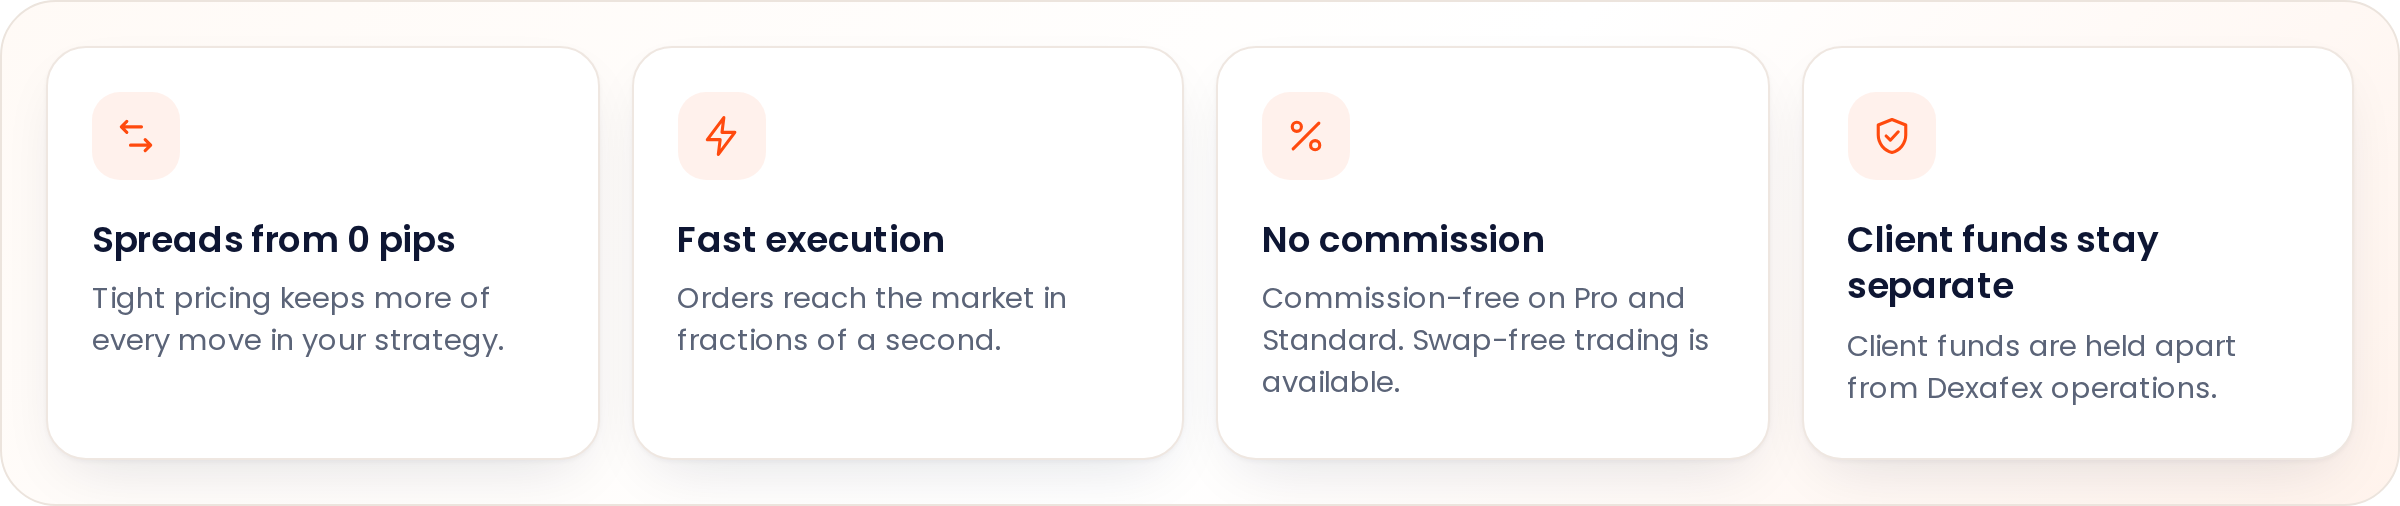 Spreads from 0 pips
Tight pricing keeps more of
every move in your strategy.
Fast execution
Orders reach the market in
fractions of a second.
No commission
Commission-free on Pro and
Standard. Swap-free trading is
available.
Client funds stay
separate
Client funds are held apart
from Dexafex operations.